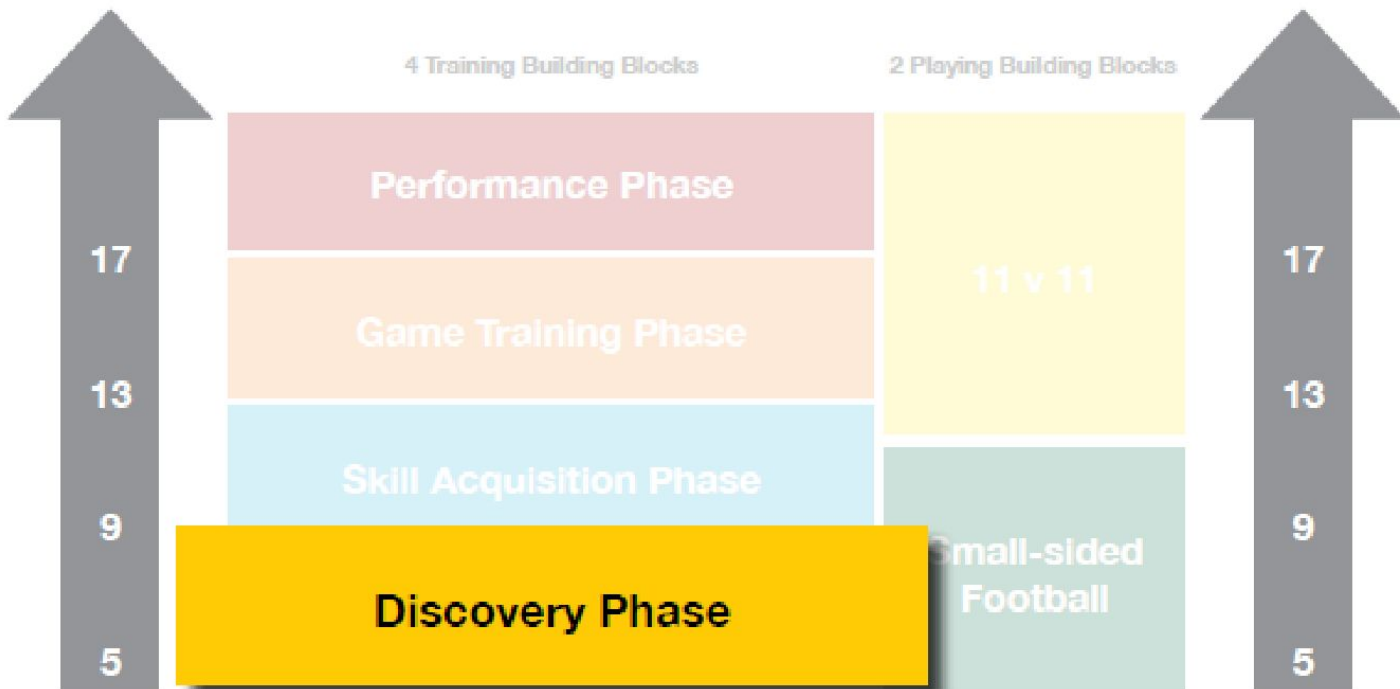 4 Training Building Blocks
2 Playing Building Blocks
Performance Phase
17
17
11 v 11
Game Training Phase
13
13
Skill Acquisition Phase
9
9
Small-sided
Football
Discovery Phase
5
5